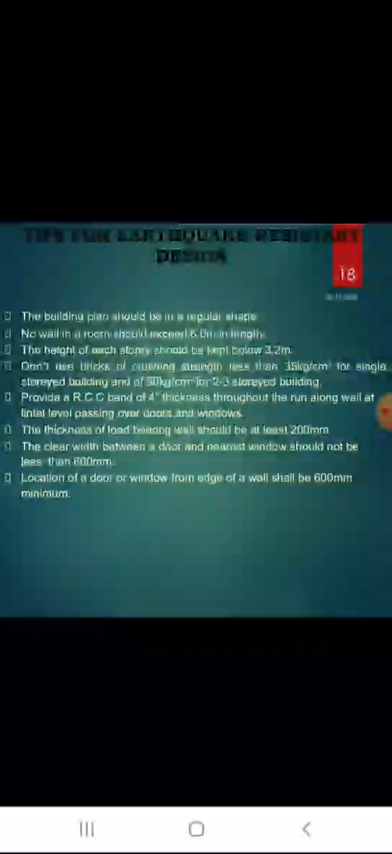 TIPS FOR EARTHQUAKE RESISTANT
DESIGN
18
The building plan should be in a regular shape
No wall in a room should exceed 6.0m in length.
The height of each storey should be kept below 3.2m.
Don't use bricks of crushing strength less than 35kg/cm² for single
storeyed building and of 50kg/cm² for 2-3 storeyed building.
Provide a R.C.C band of 4" thickness throughout the run along wall at
lintel level passing over doors and windows.
The thickness of load bearing wall should be at least 200mm
The clear width between a door and nearest window should not be
less than 600mm.
Location of a door or window from edge of a wall shall be 600mm
minimum.